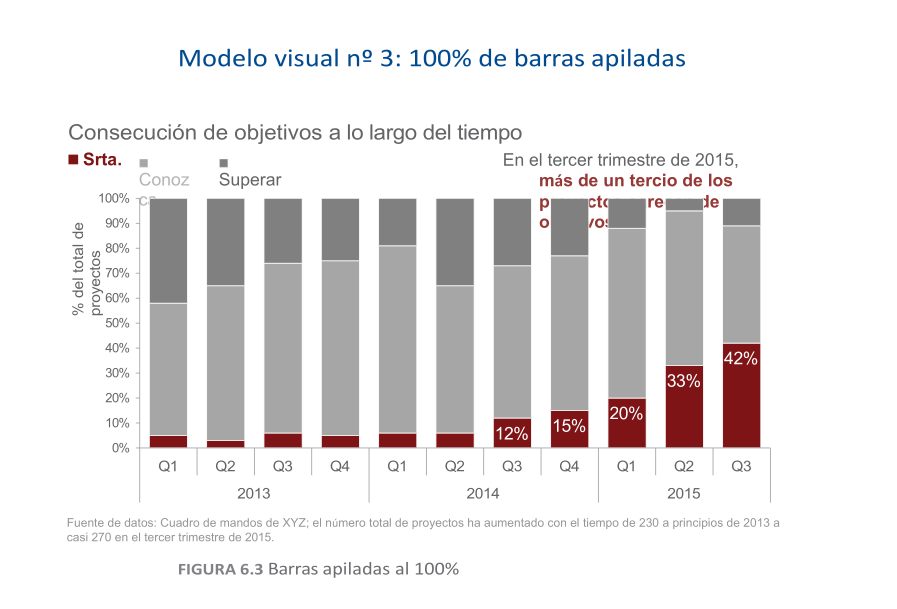 Modelo visual nº 3: 100% de barras apiladas
Consecución de objetivos a lo largo del tiempo
Srta.
Conoz
Superar
En el tercer trimestre de 2015,
más de un tercio de los
de
% del total de
proyectos
100%
90%
80%
70%
60%
50%
40%
30%
20%
10%
0%
12%
15%
20%
33%
42%
Q1 Q2 Q3 Q4 Q1 Q2 Q3 Q4 Q1 Q2 Q3
2013 2014 2015
Fuente de datos: Cuadro de mandos de XYZ; el número total de proyectos ha aumentado con el tiempo de 230 a principios de 2013 a
casi 270 en el tercer trimestre de 2015.
FIGURA 6.3 Barras apiladas al 100%